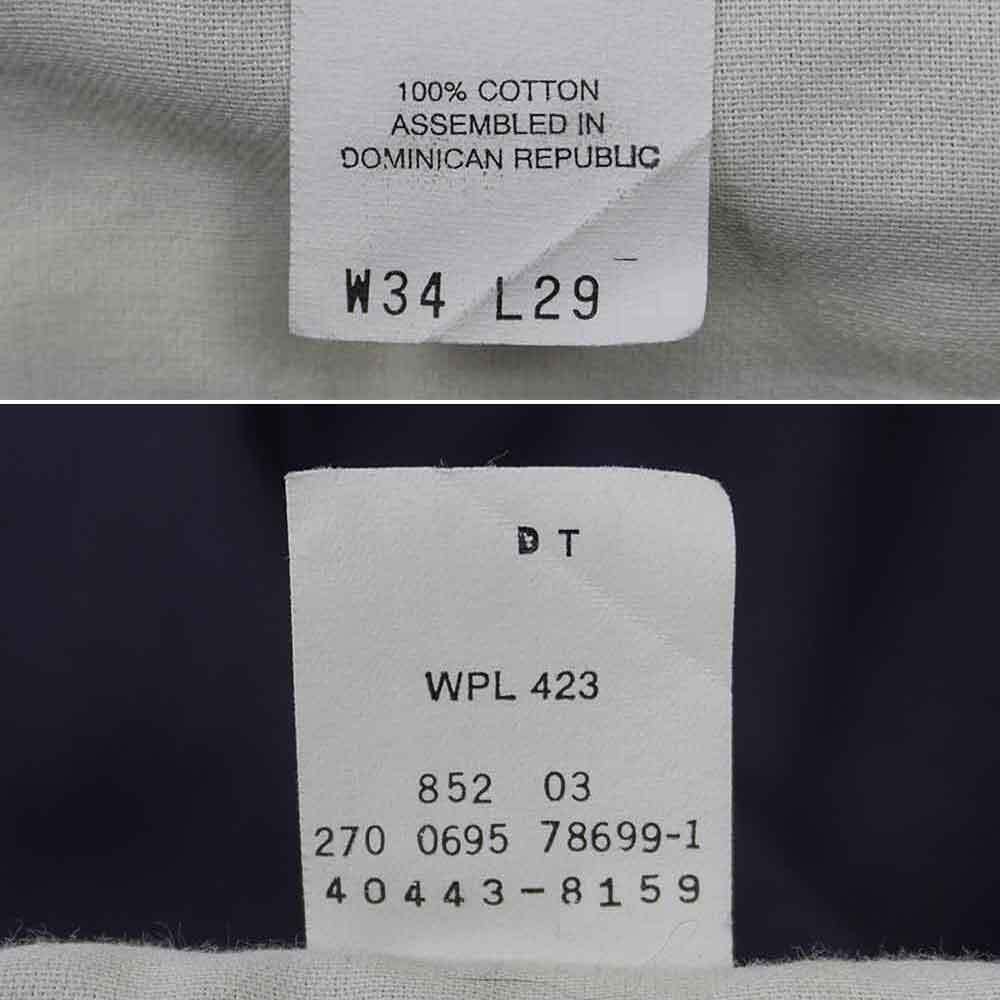 100% COTTON
ASSEMBLED IN
DOMINICAN REPUBLIC
W34 L29
D T
WPL 423
852 03
270 0695 78699-1
40443-8159